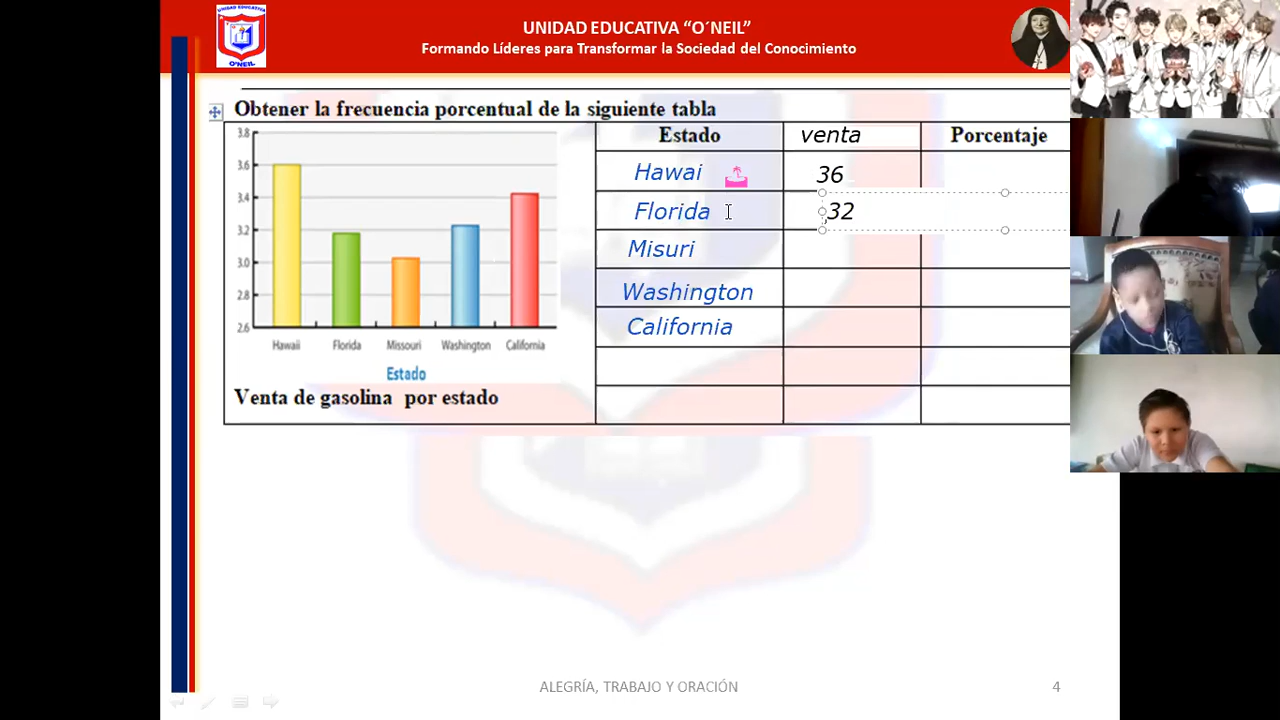 UNIDAD EDUCATIVA
O´NEIL
UNIDAD EDUCATIVA “O´NEIL”
Formando Líderes para Transformar la Sociedad del Conocimiento
Obtener la frecuencia porcentual de la siguiente tabla
3.8
3.6
3.4
3.2
3.0
2.8
2.6
Hawaii Florida Missouri Washington California
Estado
Venta de gasolina por estado
Estado venta Porcentaje
Hawai 36
Florida 32
Misuri
Washington
California
ALEGRÍA, TRABAJO Y ORACIÓN 4